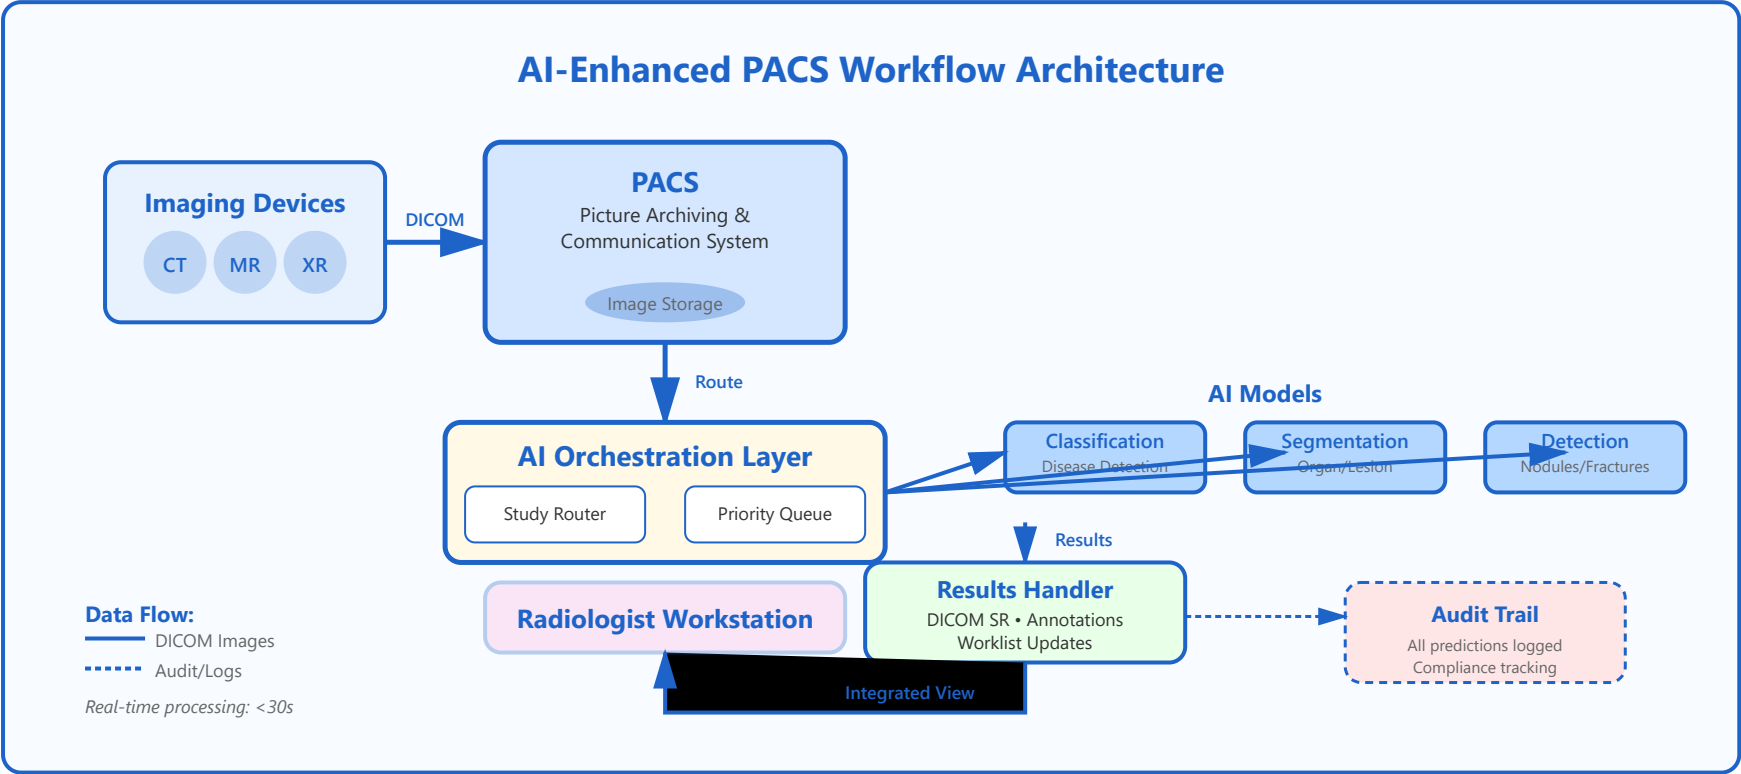 AI-Enhanced PACS Workflow Architecture
Imaging Devices
CT
MR
XR
DICOM
PACS
Picture Archiving &
Communication System
Image Storage
Route
AI Orchestration Layer
Study Router
Priority Queue
AI Models
Classification
Disease Detection
Segmentation
Organ/Lesion
Detection
Nodules/Fractures
Results
Results Handler
DICOM SR • Annotations
Worklist Updates
Radiologist Workstation
Integrated View
Audit Trail
All predictions logged
Compliance tracking
Data Flow:
DICOM Images
Audit/Logs
Real-time processing: <30s